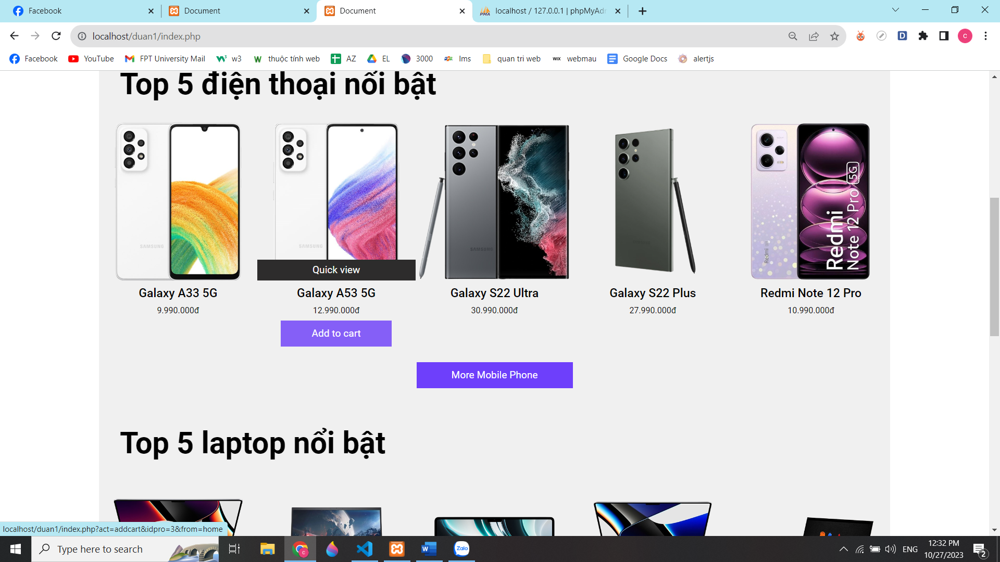 Facebook
Document
Document
localhost / 127.0.0.1 | phpMyAdr
localhost/duan1/index.php
Facebook YouTube FPT University Mail w3 thuộc tính web AZ EL 3000 lms quan tri web webmau Google Docs alertjs
Top 5 điện thoại nổi bật
SAMSUNG
SAMSUNG
SAMSUNG
Redmi
Redmi
Note 12 Pro 5G
Quick view
Galaxy A33 5G
Galaxy A53 5G
Galaxy S22 Ultra
Galaxy S22 Plus
Redmi Note 12 Pro
9.990.000đ
12.990.000đ
30.990.000đ
27.990.000đ
10.990.000đ
Add to cart
More Mobile Phone
Top 5 laptop nổi bật
localhost/duan1/index.php?act=addcart&idpro=3&from=home
Type here to search
Zalo
ENG
12:32 PM
10/27/2023
2